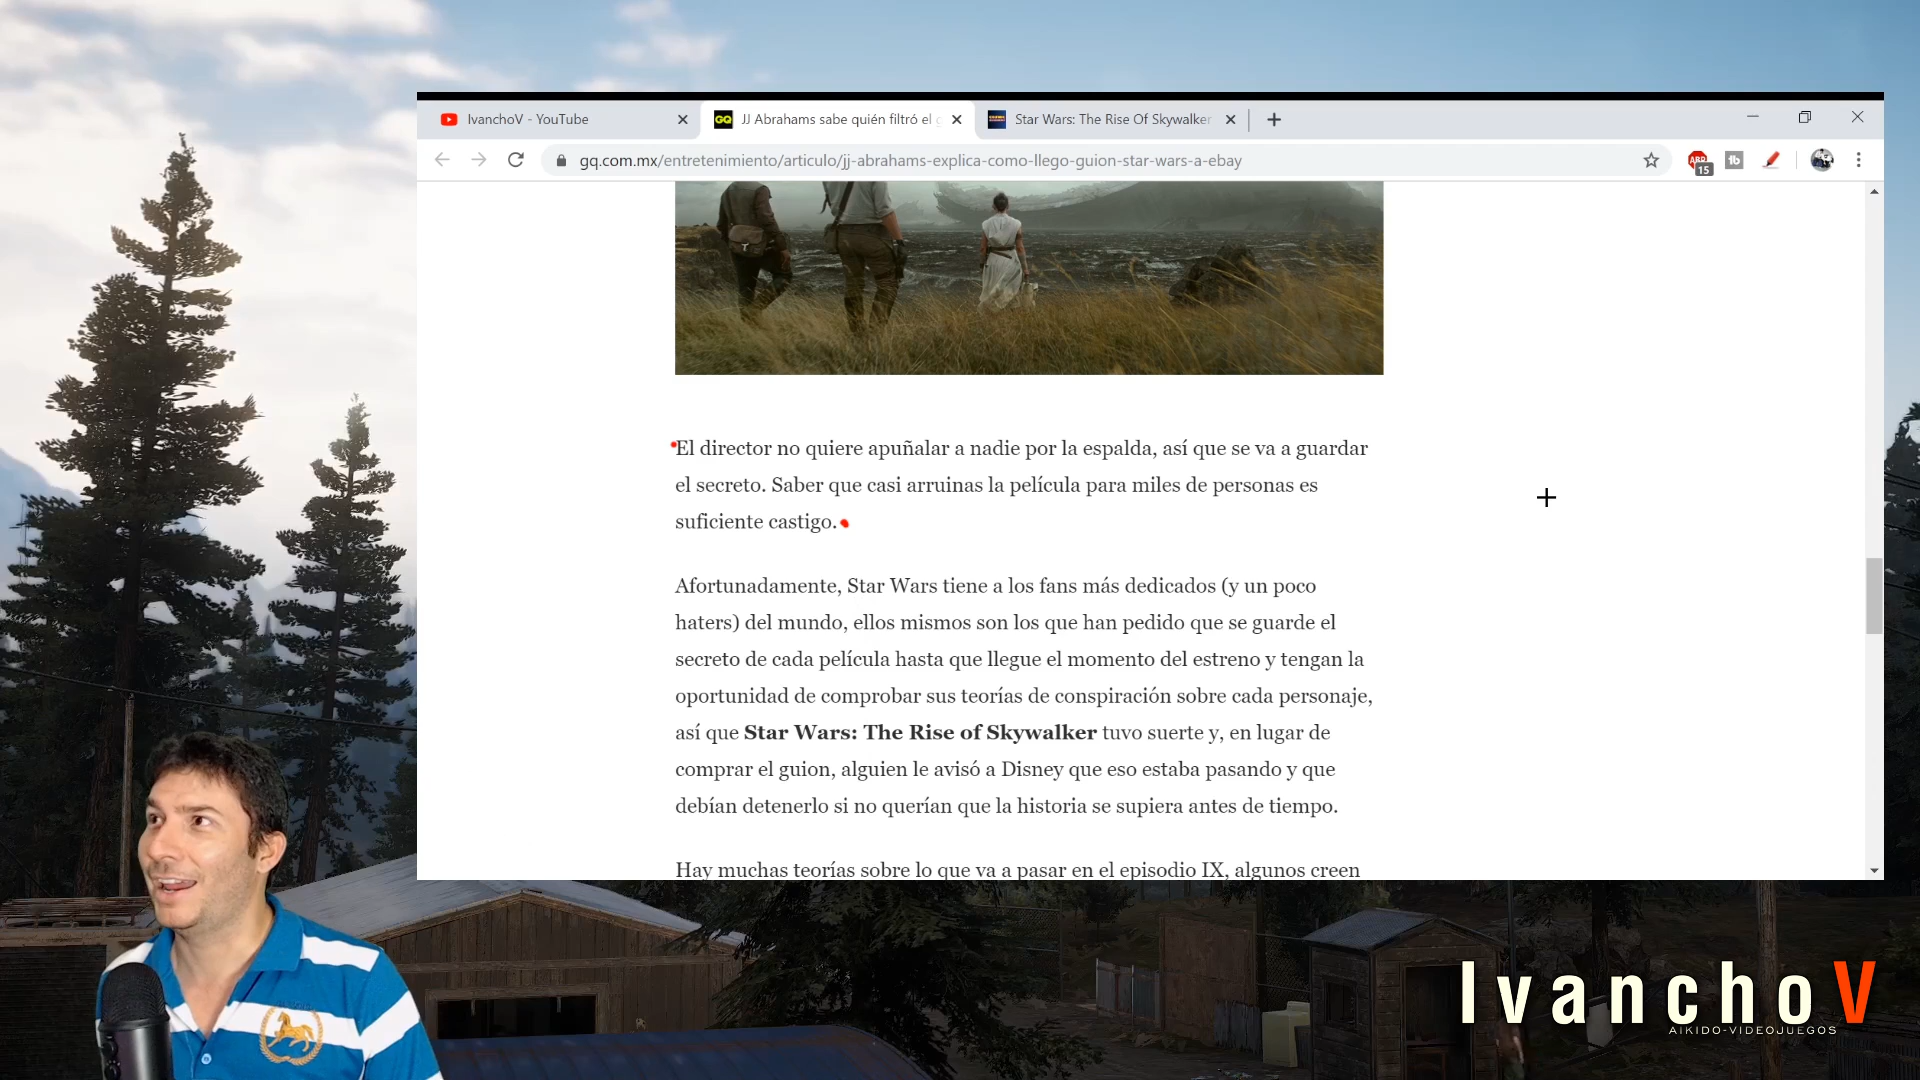 IvanchoV - YouTube
GQ JJ Abrahams sabe quién filtró el
Star Wars: The Rise Of Skywalker
gq.com.mx/entretenimiento/articulo/jj-abrahams-explica-como-llego-guion-star-wars-a-ebay
ABP
15
tb
El director no quiere apuñalar a nadie por la espalda, así que se va a guardar
el secreto. Saber que casi arruinas la película para miles de personas es
suficiente castigo.
Afortunadamente, Star Wars tiene a los fans más dedicados (y un poco
haters) del mundo, ellos mismos son los que han pedido que se guarde el
secreto de cada película hasta que llegue el momento del estreno y tengan la
oportunidad de comprobar sus teorías de conspiración sobre cada personaje,
así que Star Wars: The Rise of Skywalker tuvo suerte y, en lugar de
comprar el guion, alguien le avisó a Disney que eso estaba pasando y que
debían detenerlo si no querían que la historia se supiera antes de tiempo.
Hay muchas teorías sobre lo que va a pasar en el episodio IX, algunos creen
IvanchoV
AIKIDO-VIDEOJUEGOS